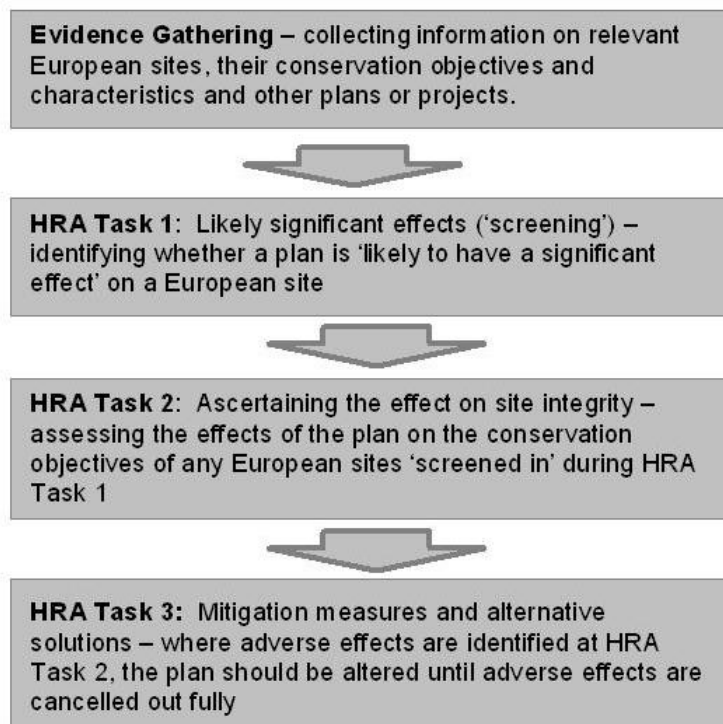 Evidence Gathering – collecting information on relevant
European sites, their conservation objectives and
characteristics and other plans or projects.
HRA Task 1:  Likely significant effects (‘screening’) –
identifying whether a plan is ‘likely to have a significant
effect’ on a European site
HRA Task 2:  Ascertaining the effect on site integrity –
assessing the effects of the plan on the conservation
objectives of any European sites ‘screened in’ during HRA
Task 1
HRA Task 3:  Mitigation measures and alternative
solutions – where adverse effects are identified at HRA
Task 2, the plan should be altered until adverse effects are
cancelled out fully